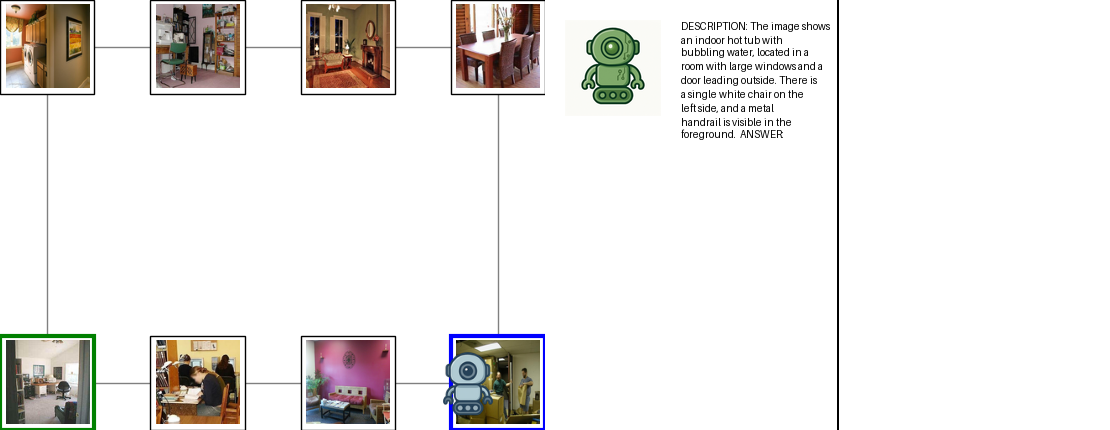 DESCRIPTION: The image shows
an indoor hot tub with
bubbling water, located in a
room with large windows and a
door leading outside. There is
a single white chair on the
left side, and a metal
handrail is visible in the
foreground. ANSWER